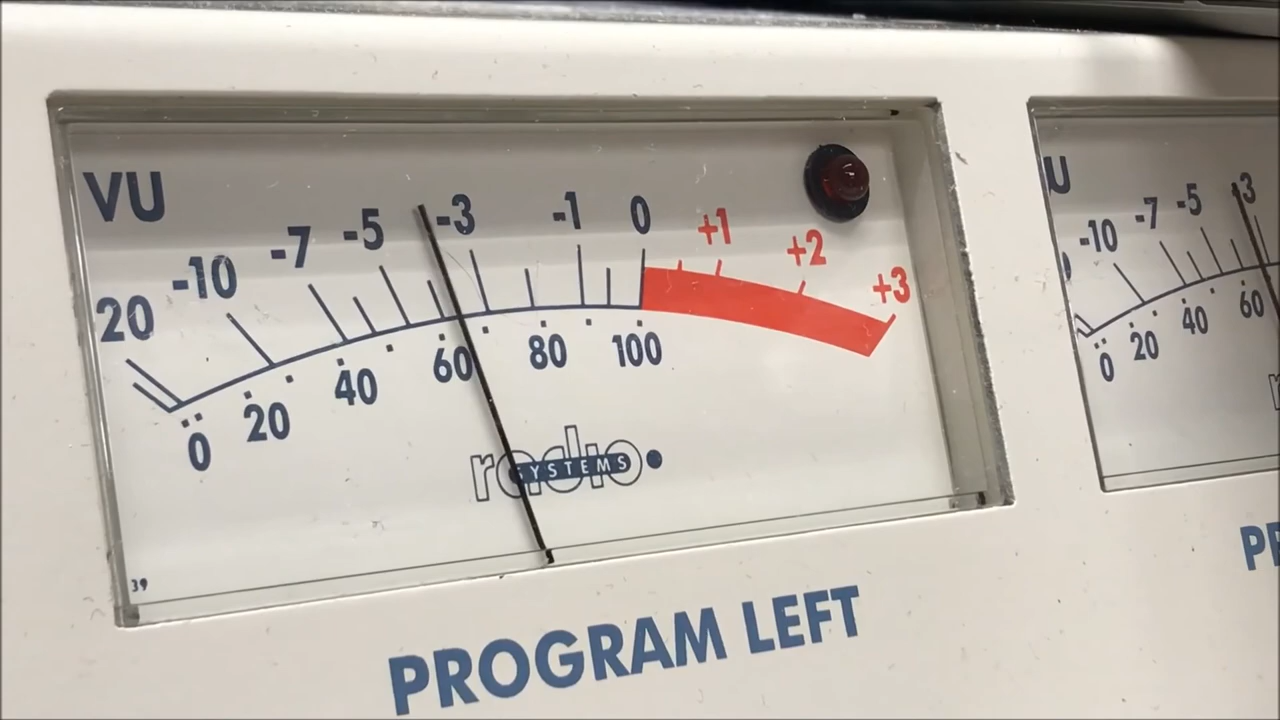 VU
20 -10 -7 -5 -3 -1 0 +1 +2 +3
0 20 40 60 80 100
radio
SYSTEMS
39
PROGRAM LEFT
U
-10 -7 -5 3
0 20 40 60